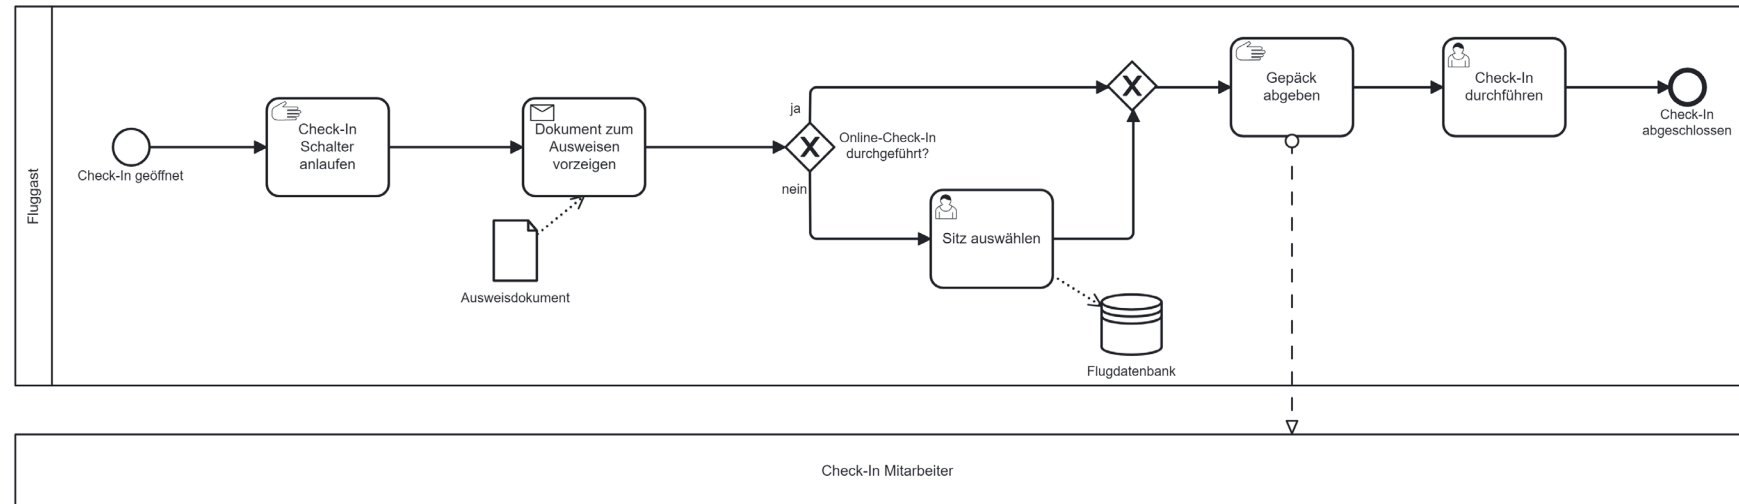 Fluggast
Check-In geöffnet
Check-In
Schalter
anlaufen
Dokument zum
Ausweisen
vorzeigen
Ausweisdokument
ja
nein
Online-Check-In
durchgeführt?
Sitz auswählen
Flugdatenbank
Gepäck
abgeben
Check-In
durchführen
Check-In
abgeschlossen
Check-In Mitarbeiter